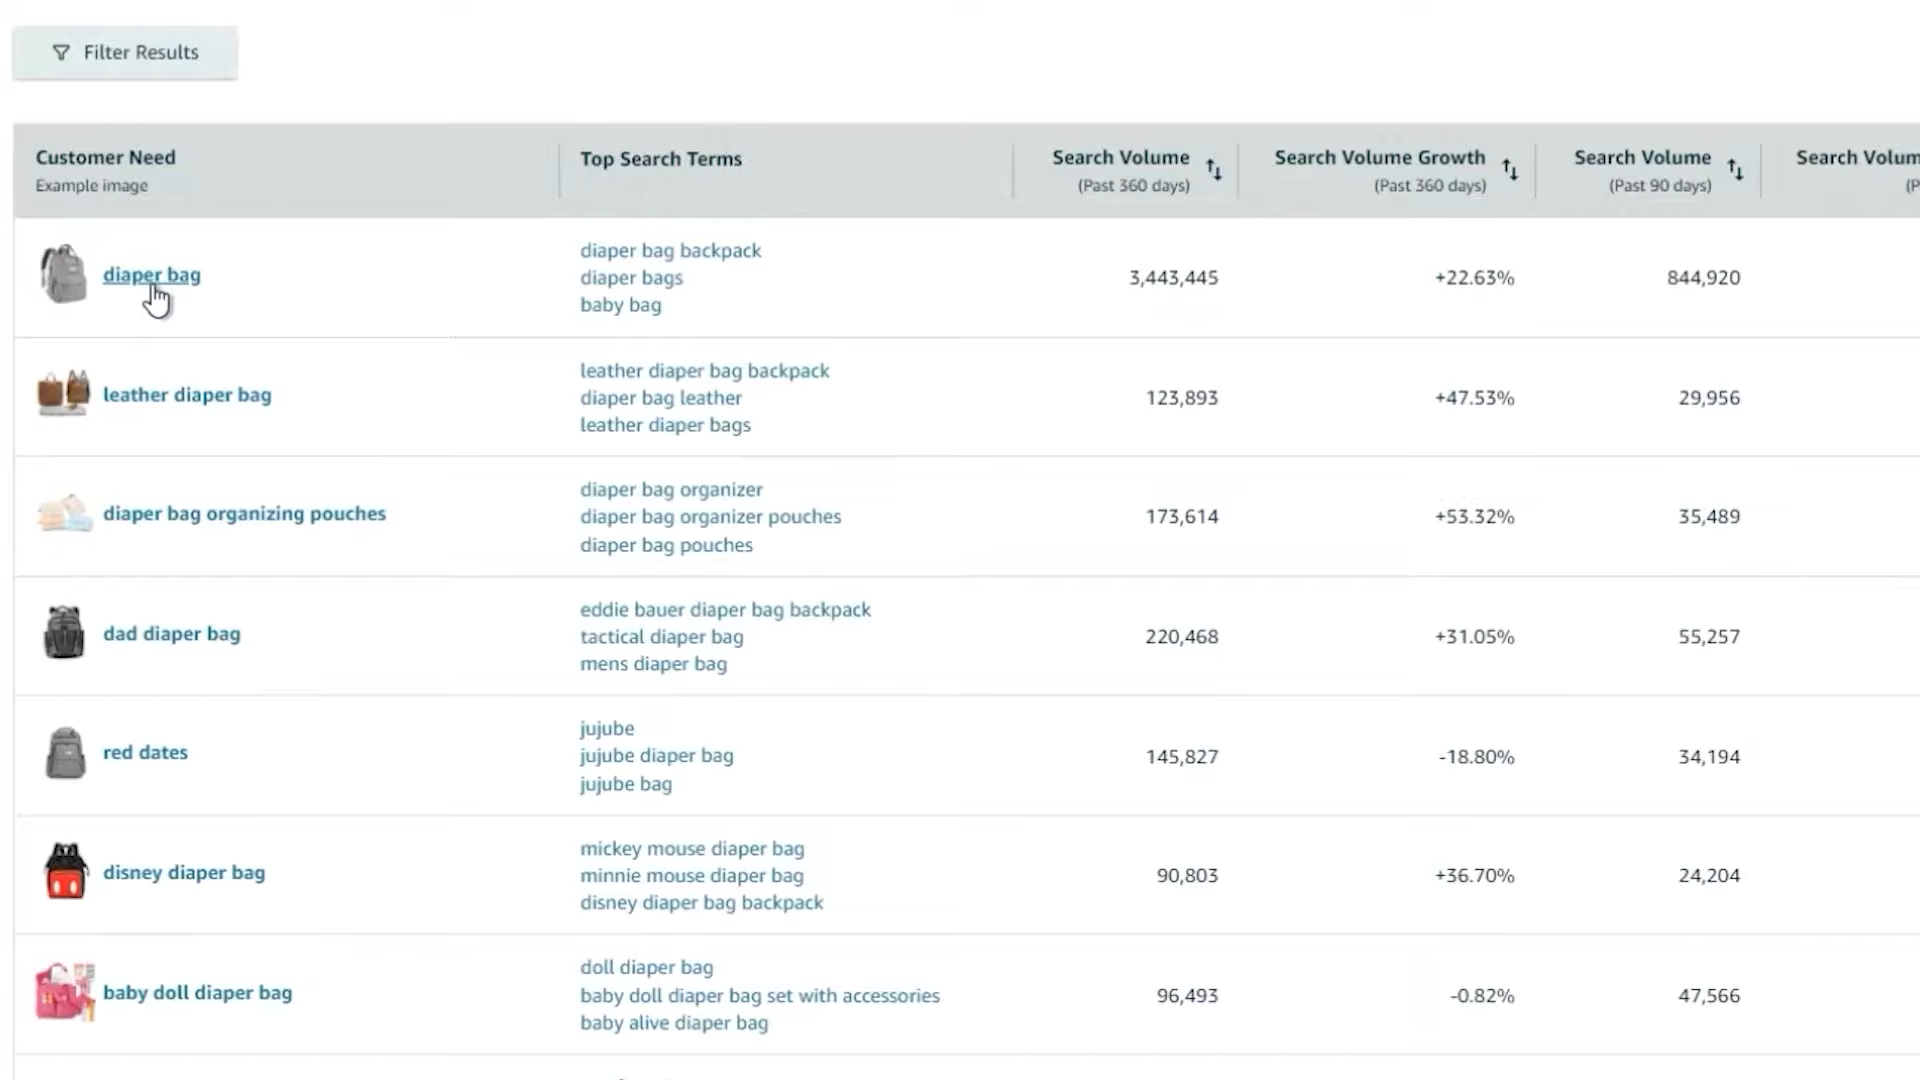 Filter Results
Customer Need
Example image
Top Search Terms
Search Volume
(Past 360 days)
Search Volume Growth
(Past 360 days)
Search Volume
(Past 90 days)
Search Volum
(P
diaper bag
diaper bag backpack
diaper bags
baby bag
3,443,445
+22.63%
844,920
leather diaper bag
leather diaper bag backpack
diaper bag leather
leather diaper bags
123,893
+47.53%
29,956
diaper bag organizing pouches
diaper bag organizer
diaper bag organizer pouches
diaper bag pouches
173,614
+53.32%
35,489
dad diaper bag
eddie bauer diaper bag backpack
tactical diaper bag
mens diaper bag
220,468
+31.05%
55,257
red dates
jujube
jujube diaper bag
jujube bag
145,827
-18.80%
34,194
disney diaper bag
mickey mouse diaper bag
minnie mouse diaper bag
disney diaper bag backpack
90,803
+36.70%
24,204
baby doll diaper bag
doll diaper bag
baby doll diaper bag set with accessories
baby alive diaper bag
96,493
-0.82%
47,566